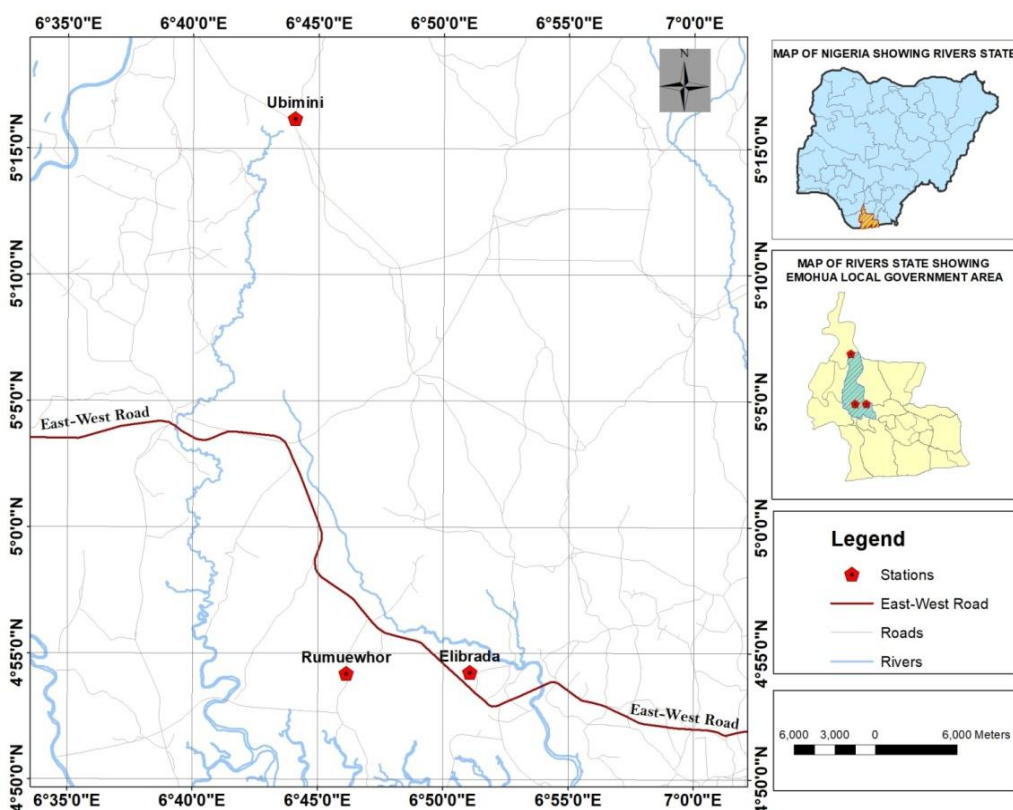 6°35'0"E 6°40'0"E 6°45'0"E 6°50'0"E 6°55'0"E 7°0'0"E
N
Ubimini
5°15'0"N 5°15'0"N
5°10'0"N 5°10'0"N
5°5'0"N 5°5'0"N
East-West Road
5°0'0"N 5°0'0"N
4°55'0"N 4°55'0"N
Rumuewhor Elibrada
East-West Road
4°50'0"N 4°50'0"N
6°35'0"E 6°40'0"E 6°45'0"E 6°50'0"E 6°55'0"E 7°0'0"E
MAP OF NIGERIA SHOWING RIVERS STATE
MAP OF RIVERS STATE SHOWING
EMOHUA LOCAL GOVERNMENT AREA
Legend
Stations
East-West Road
Roads
Rivers
6,000 3,000 0 6,000 Meters